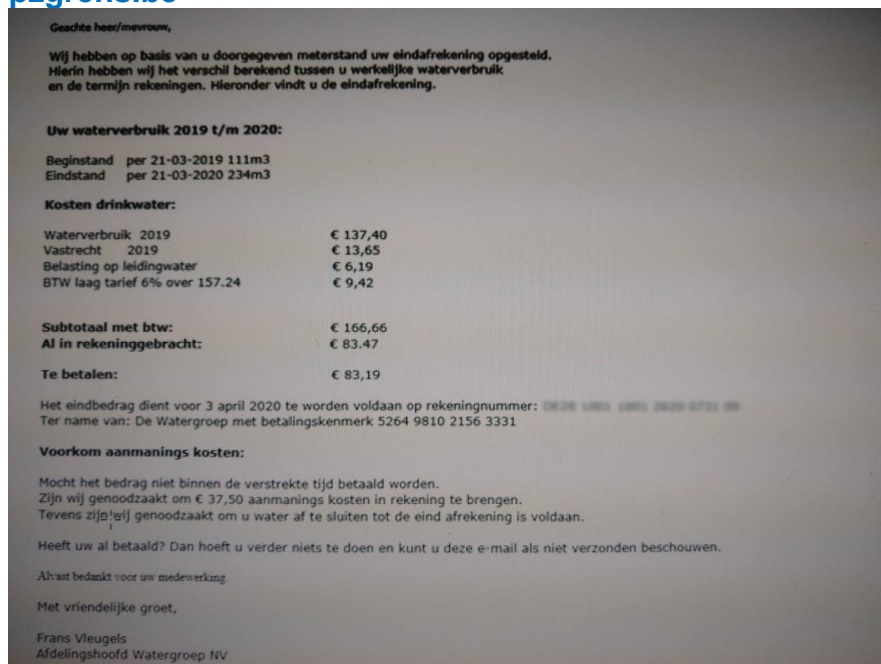 Geachte heer/mevrouw,
Wij hebben op basis van u doorgegeven meterstand uw eindafrekening opgesteld.
Hierin hebben wij het verschil berekend tussen u werkelijke waterverbruik
en de termijn rekeningen. Hieronder vindt u de eindafrekening.
Uw waterverbruik 2019 t/m 2020:
Beginstand per 21-03-2019 111m3
Eindstand per 21-03-2020 234m3
Kosten drinkwater:
Waterverbruik 2019 € 137,40
Vastrecht 2019 € 13,65
Belasting op leidingwater € 6,19
BTW laag tarief 6% over 157.24 € 9,42
Subtotaal met btw: € 166,66
Al in rekeninggebracht: € 83.47
Te betalen: € 83,19
Het eindbedrag dient voor 3 april 2020 te worden voldaan op rekeningnummer:
Ter name van: De Watergroep met betalingskenmerk 5264 9810 2156 3331
Voorkom aanmanings kosten:
Mocht het bedrag niet binnen de verstrekte tijd betaald worden.
Zijn wij genoodzaakt om € 37,50 aanmanings kosten in rekening te brengen.
Tevens zijn wij genoodzaakt om u water af te sluiten tot de eind afrekening is voldaan.
Heeft uw al betaald? Dan hoeft u verder niets te doen en kunt u deze e-mail als niet verzonden beschouwen.
Alvast bedankt voor uw medewerking.
Met vriendelijke groet,
Frans Vleugels
Afdelingshoofd Watergroep NV